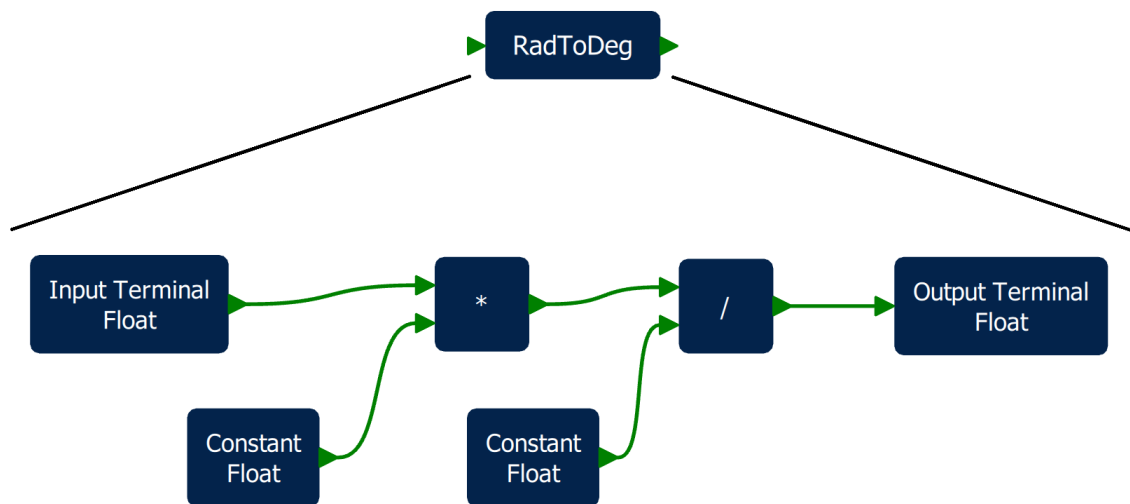 RadToDeg
Input Terminal
Float
*
/
Output Terminal
Float
Constant
Float
Constant
Float